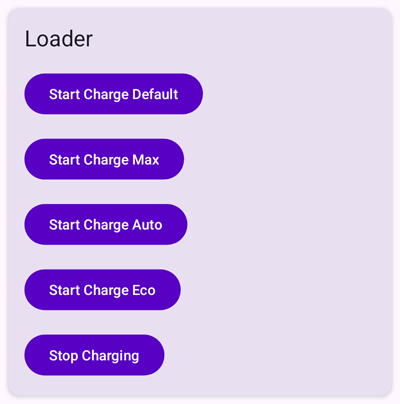 Loader
Start Charge Default
Start Charge Max
Start Charge Auto
Start Charge Eco
Stop Charging